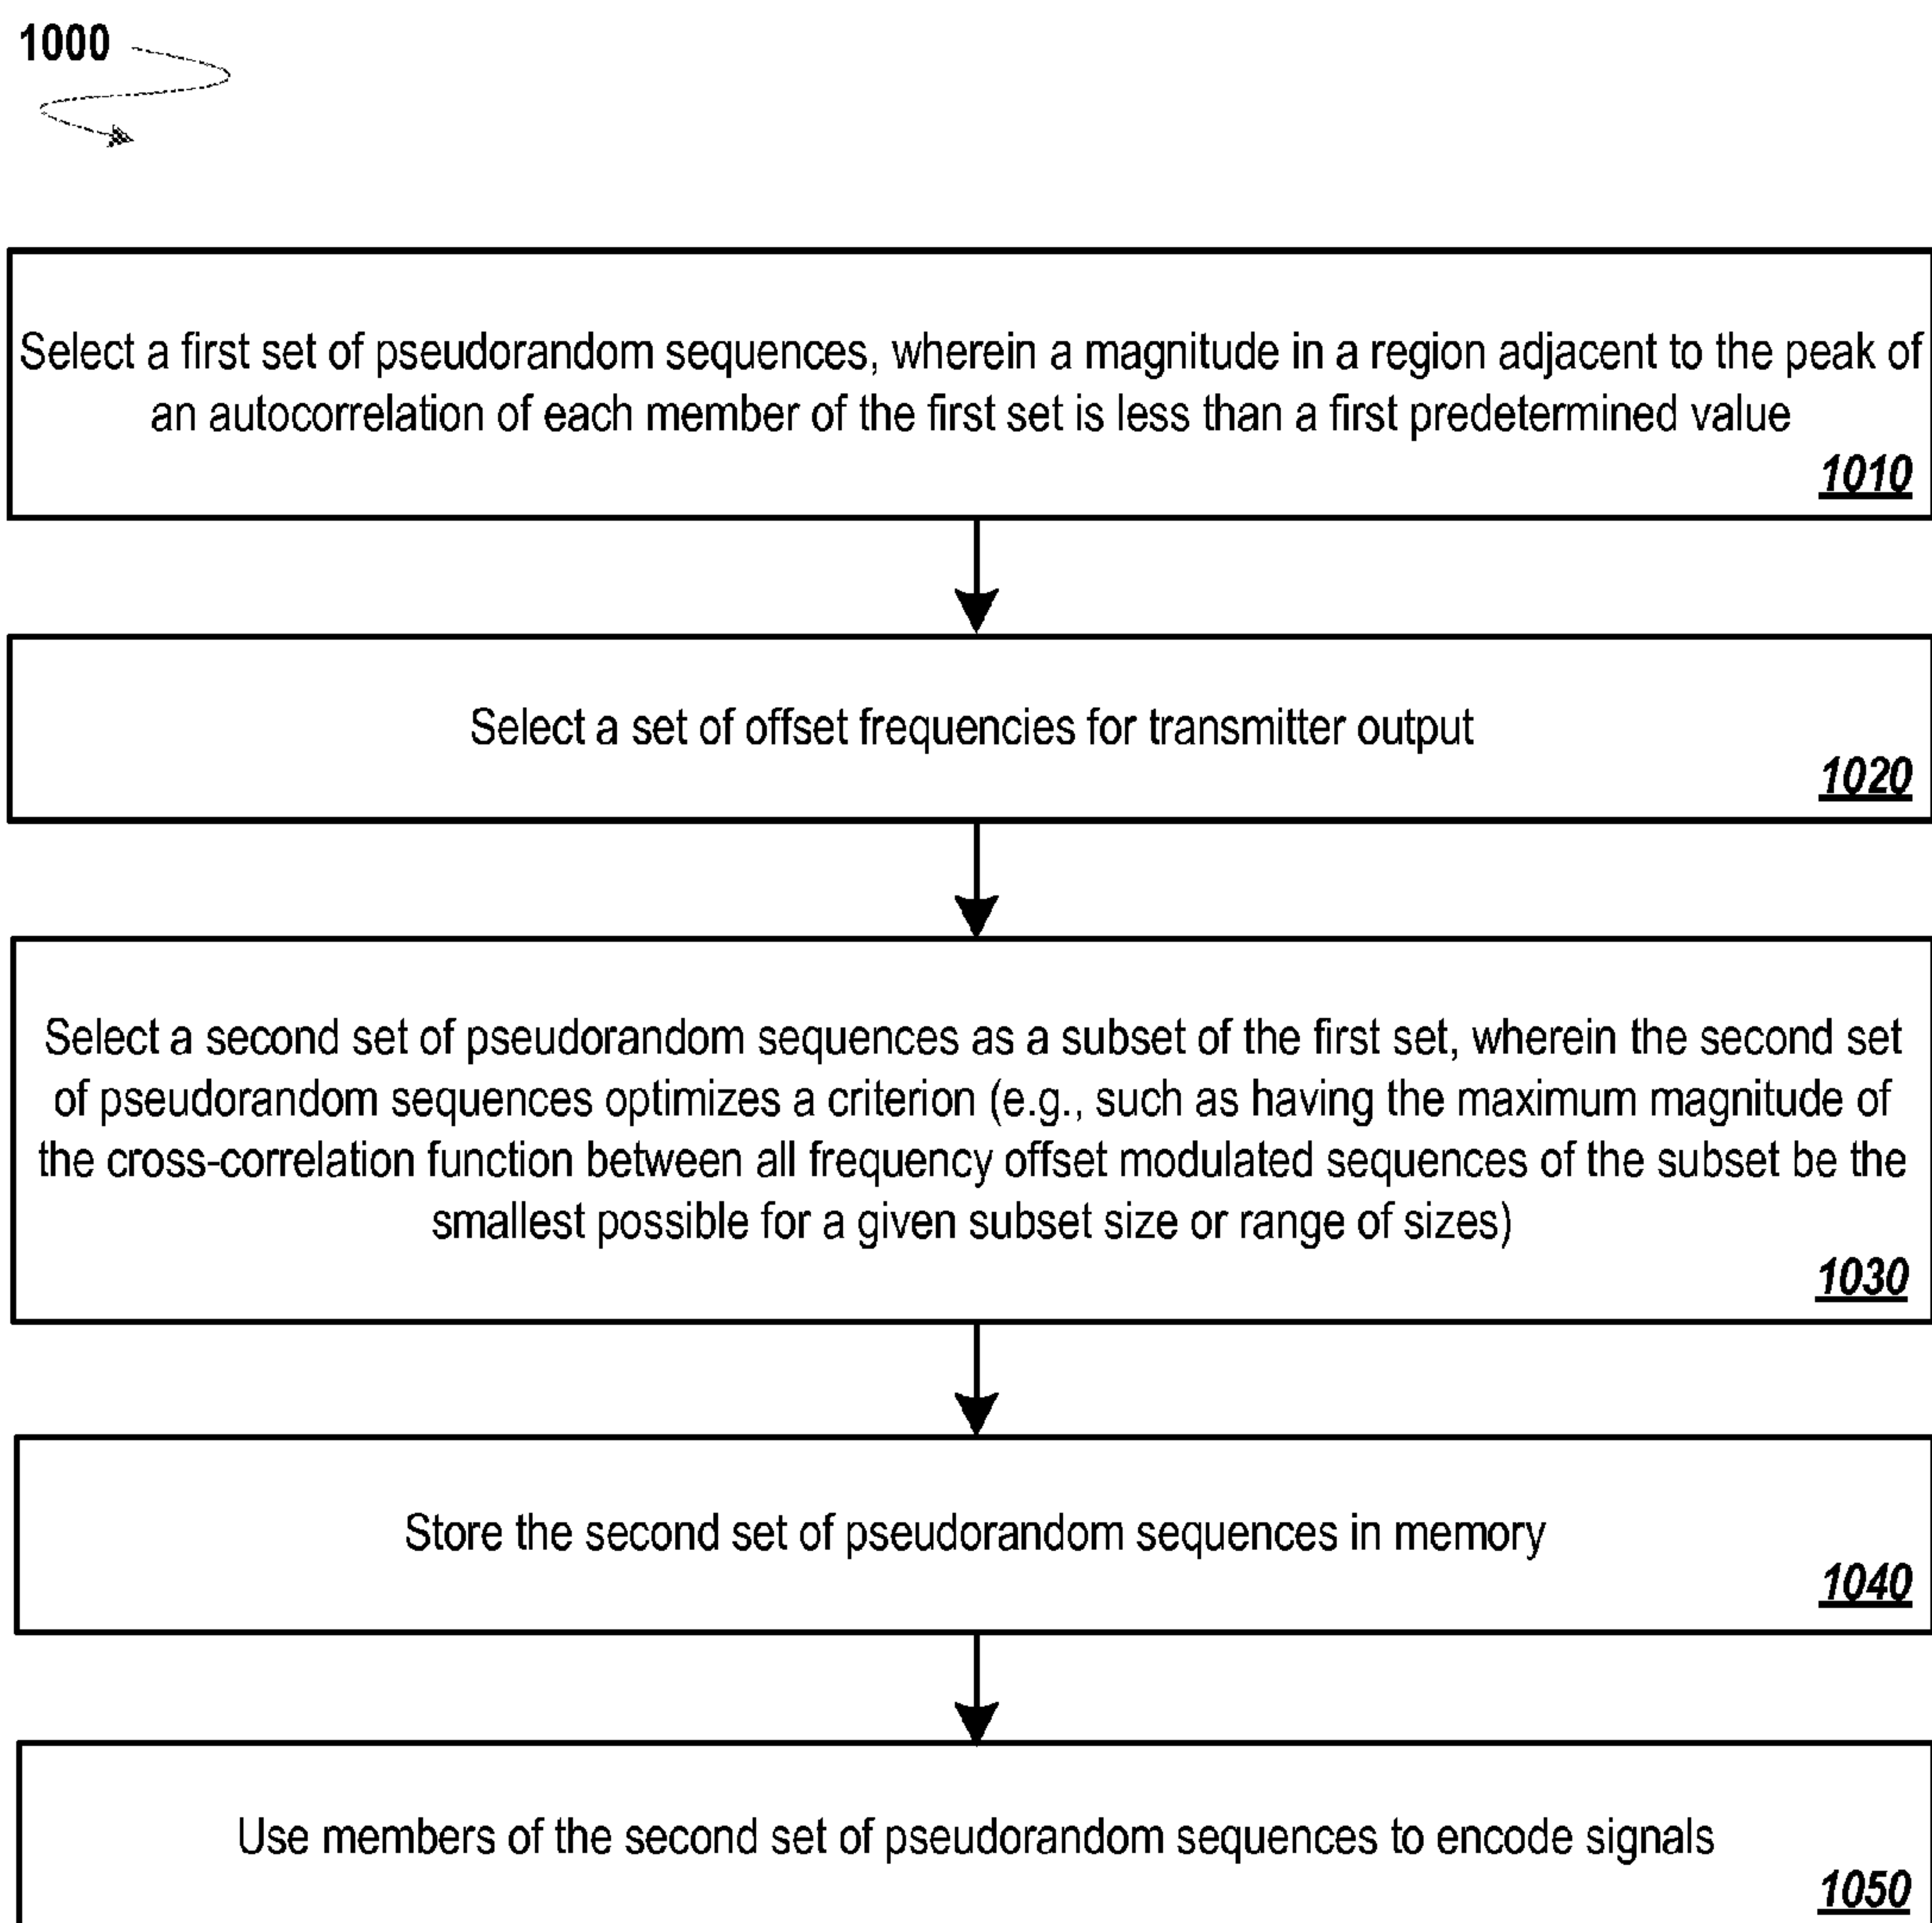 1000
Select a first set of pseudorandom sequences, wherein a magnitude in a region adjacent to the peak of
an autocorrelation of each member of the first set is less than a first predetermined value
1010
Select a set of offset frequencies for transmitter output
1020
Select a second set of pseudorandom sequences as a subset of the first set, wherein the second set
of pseudorandom sequences optimizes a criterion (e.g., such as having the maximum magnitude of
the cross-correlation function between all frequency offset modulated sequences of the subset be the
smallest possible for a given subset size or range of sizes)
1030
Store the second set of pseudorandom sequences in memory
1040
Use members of the second set of pseudorandom sequences to encode signals
1050